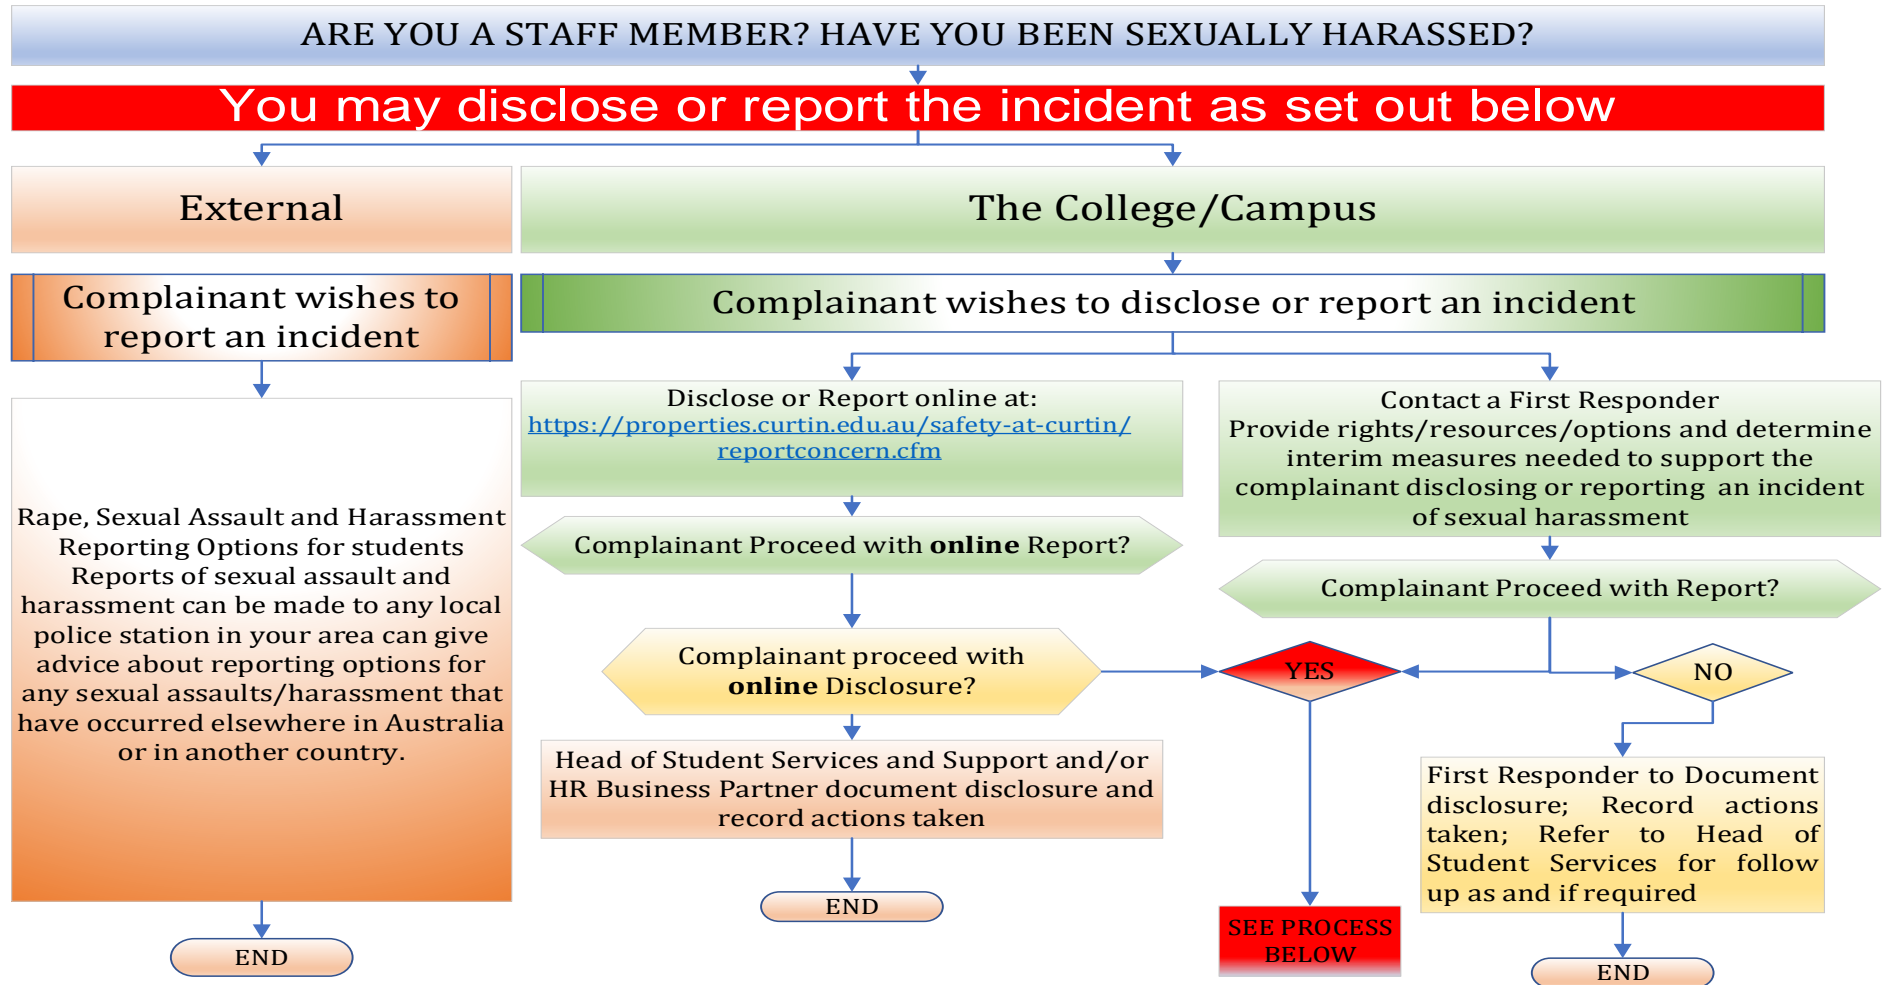 ARE YOU A STAFF MEMBER? HAVE YOU BEEN SEXUALLY HARASSED?
You may disclose or report the incident as set out below
External
The College/Campus
Complainant wishes to
report an incident
Complainant wishes to disclose or report an incident
Rape, Sexual Assault and Harassment
Reporting Options for students
Reports of sexual assault and
harassment can be made to any local
police station in your area can give
advice about reporting options for
any sexual assaults/harassment that
have occurred elsewhere in Australia
or in another country.
END
Disclose or Report online at:
https://properties.curtin.edu.au/safety-at-curtin/
reportconcern.cfm
Complainant Proceed with online Report?
Complainant proceed with
online Disclosure?
Head of Student Services and Support and/or
HR Business Partner document disclosure and
record actions taken
END
Contact a First Responder
Provide rights/resources/options and determine
interim measures needed to support the
complainant disclosing or reporting an incident
of sexual harassment
Complainant Proceed with Report?
YES
NO
SEE PROCESS
BELOW
First Responder to Document
disclosure; Record actions
taken; Refer to Head of
Student Services for follow
up as and if required
END